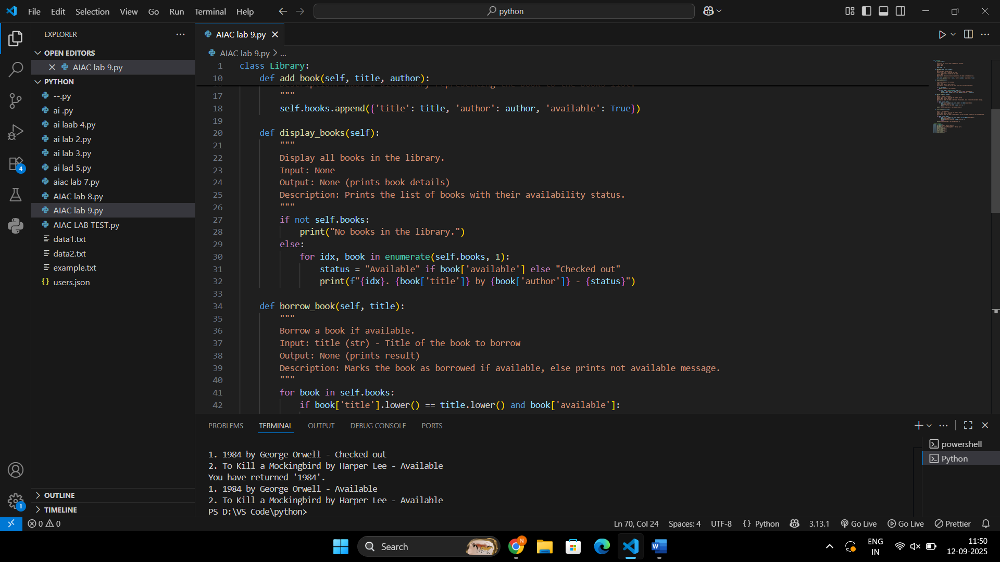 File Edit Selection View Go Run Terminal Help
python
EXPLORER
OPEN EDITORS
AIAC lab 9.py
PYTHON
--.py
ai .py
ai laab 4.py
ai lab 2.py
ai lab 3.py
ai lad 5.py
aiac lab 7.py
AIAC lab 8.py
AIAC lab 9.py
AIAC LAB TEST.py
data1.txt
data2.txt
example.txt
users.json
OUTLINE
TIMELINE
4
1
AIAC lab 9.py
AIAC lab 9.py > ...
1 class Library:
10 def add_book(self, title, author):
17 """
18 self.books.append({'title': title, 'author': author, 'available': True})
19
20 def display_books(self):
21 """
22 Display all books in the library.
23 Input: None
24 Output: None (prints book details)
25 Description: Prints the list of books with their availability status.
26 """
27 if not self.books:
28 print("No books in the library.")
29 else:
30 for idx, book in enumerate(self.books, 1):
31 status = "Available" if book['available'] else "Checked out"
32 print(f"{idx}. {book['title']} by {book['author']} - {status}")
33
34 def borrow_book(self, title):
35 """
36 Borrow a book if available.
37 Input: title (str) - Title of the book to borrow
38 Output: None (prints result)
39 Description: Marks the book as borrowed if available, else prints not available message.
40 """
41 for book in self.books:
42 if book['title'].lower() == title.lower() and book['available']:
PROBLEMS TERMINAL OUTPUT DEBUG CONSOLE PORTS
1. 1984 by George Orwell - Checked out
2. To Kill a Mockingbird by Harper Lee - Available
You have returned '1984'.
1. 1984 by George Orwell - Available
2. To Kill a Mockingbird by Harper Lee - Available
PS D:\VS Code\python>
powershell
Python
0 0
Ln 70, Col 24 Spaces: 4 UTF-8 {} Python 3.13.1 Go Live Go Live Prettier
Search
N
W
ENG
IN
11:50
12-09-2025